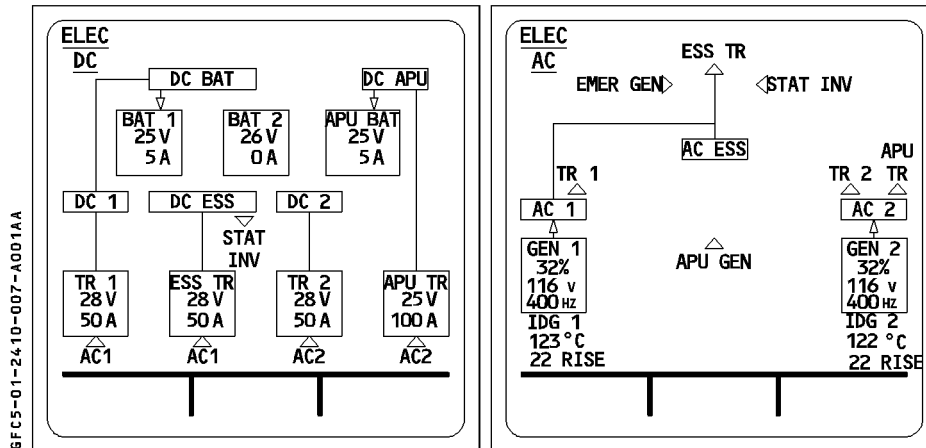 ELEC
DC
DC BAT
DC APU
BAT 1
25 V
5 A
BAT 2
26 V
0 A
APU BAT
25 V
5 A
DC 1
DC ESS
DC 2
STAT
INV
TR 1
28 V
50 A
ESS TR
28 V
50 A
TR 2
28 V
50 A
APU TR
25 V
100 A
AC1
AC1
AC2
AC2
ELEC
AC
ESS TR
EMER GEN
STAT INV
AC ESS
TR 1
TR 2
APU
TR
AC 1
AC 2
GEN 1
32%
116 V
400 HZ
APU GEN
GEN 2
32%
116 V
400 HZ
IDG 1
123 °C
22 RISE
IDG 2
122 °C
22 RISE
GFC5-01-2410-007-A001AA